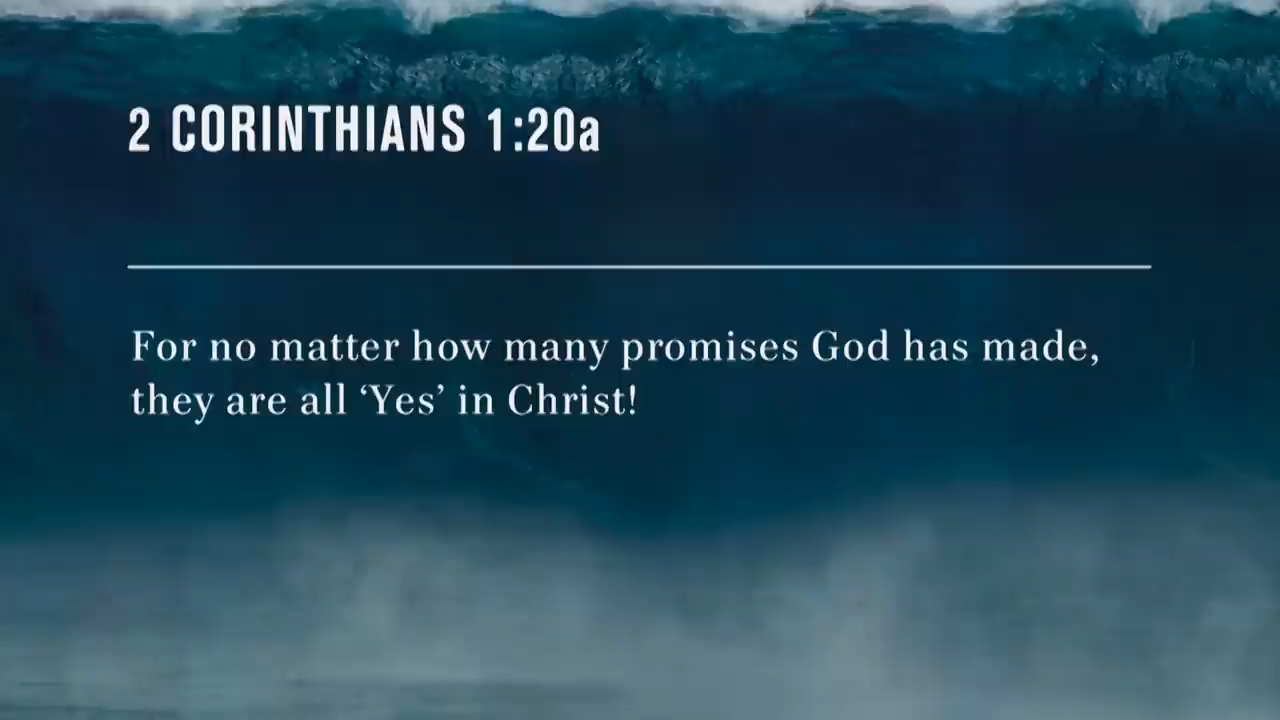 2 CORINTHIANS 1:20a
For no matter how many promises God has made,
they are all ‘Yes’ in Christ!